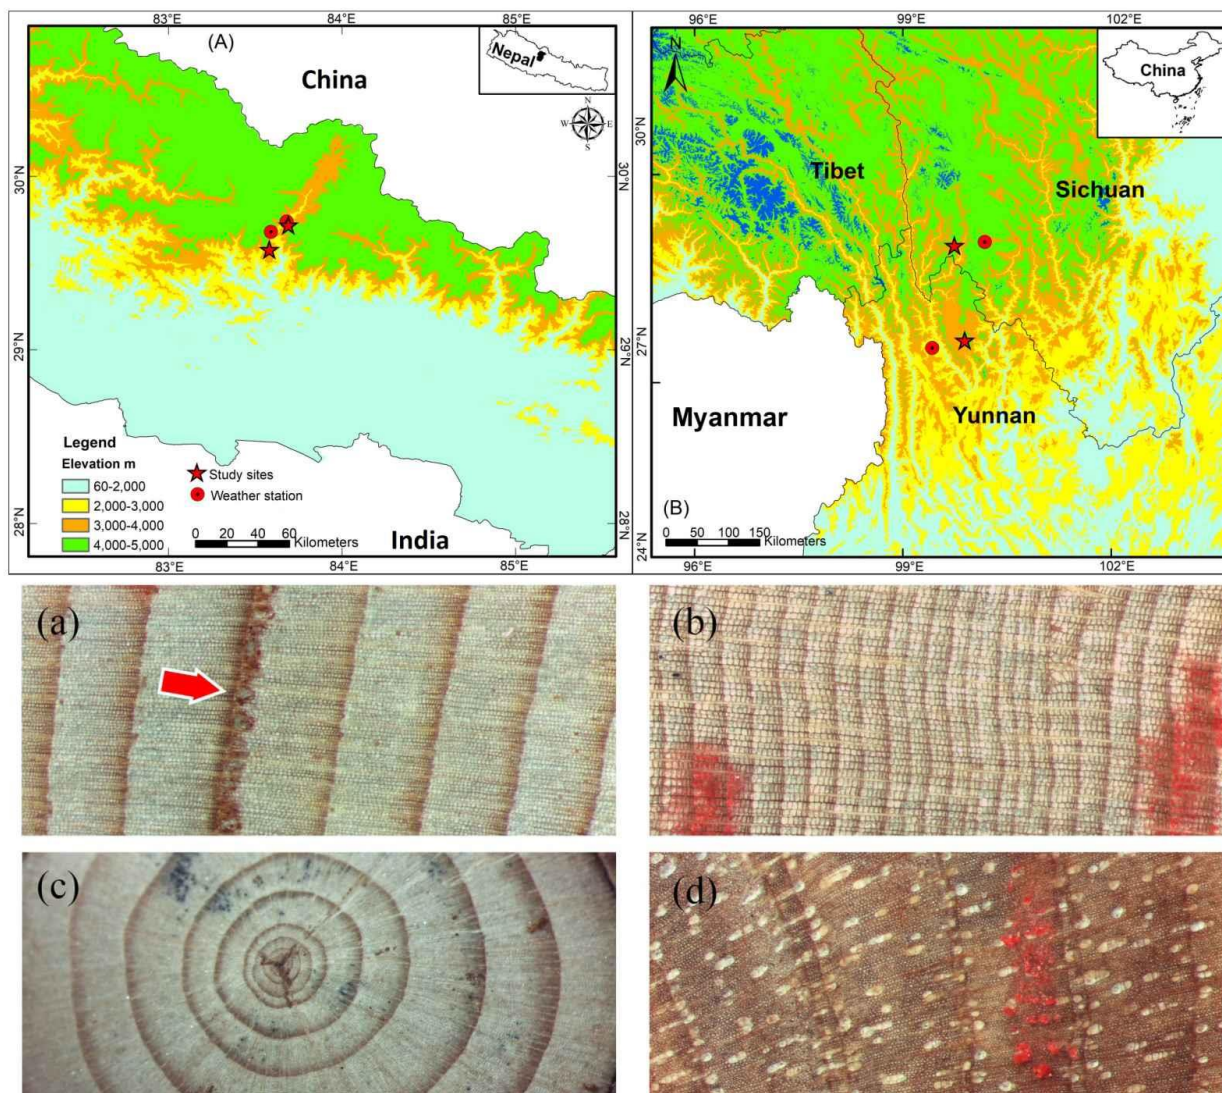 83°E 84°E 85°E
(A)
Nepal
China
N
W E
S
30°N
29°N
28°N
30°N
29°N
28°N
Legend
Elevation m
60-2,000
2,000-3,000
3,000-4,000
4,000-5,000
Study sites
Weather station
0 20 40 60
Kilometers
India
83°E 84°E 85°E
96°E 99°E 102°E
N
China
30°N
27°N
24°N
Tibet
Sichuan
Myanmar
Yunnan
(B)
0 50 100 150
Kilometers
96°E 99°E 102°E
(a)
(b)
(c)
(d)